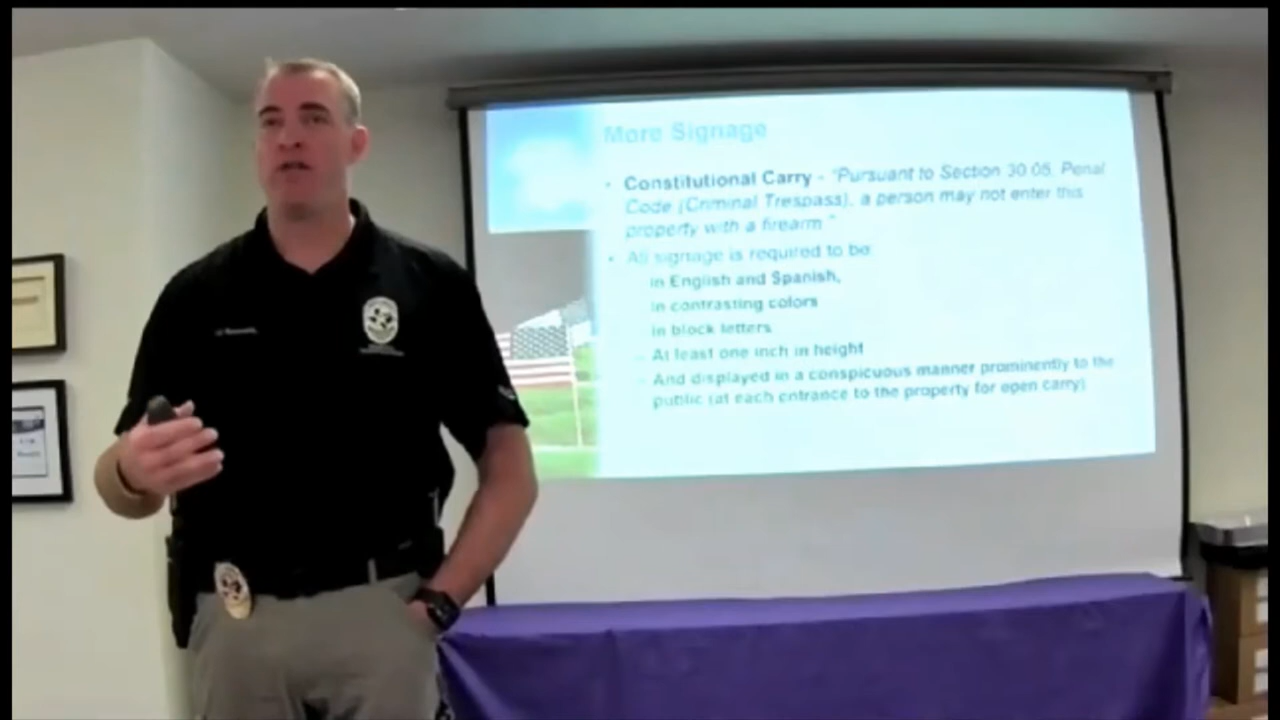 More Signage
• Constitutional Carry - "Pursuant to Section 30.05, Penal
Code (Criminal Trespass), a person may not enter this
property with a firearm"
• All signage is required to be
in English and Spanish,
in contrasting colors
in block letters
– At least one inch in height
– And displayed in a conspicuous manner prominently to the
public (at each entrance to the property for open carry)